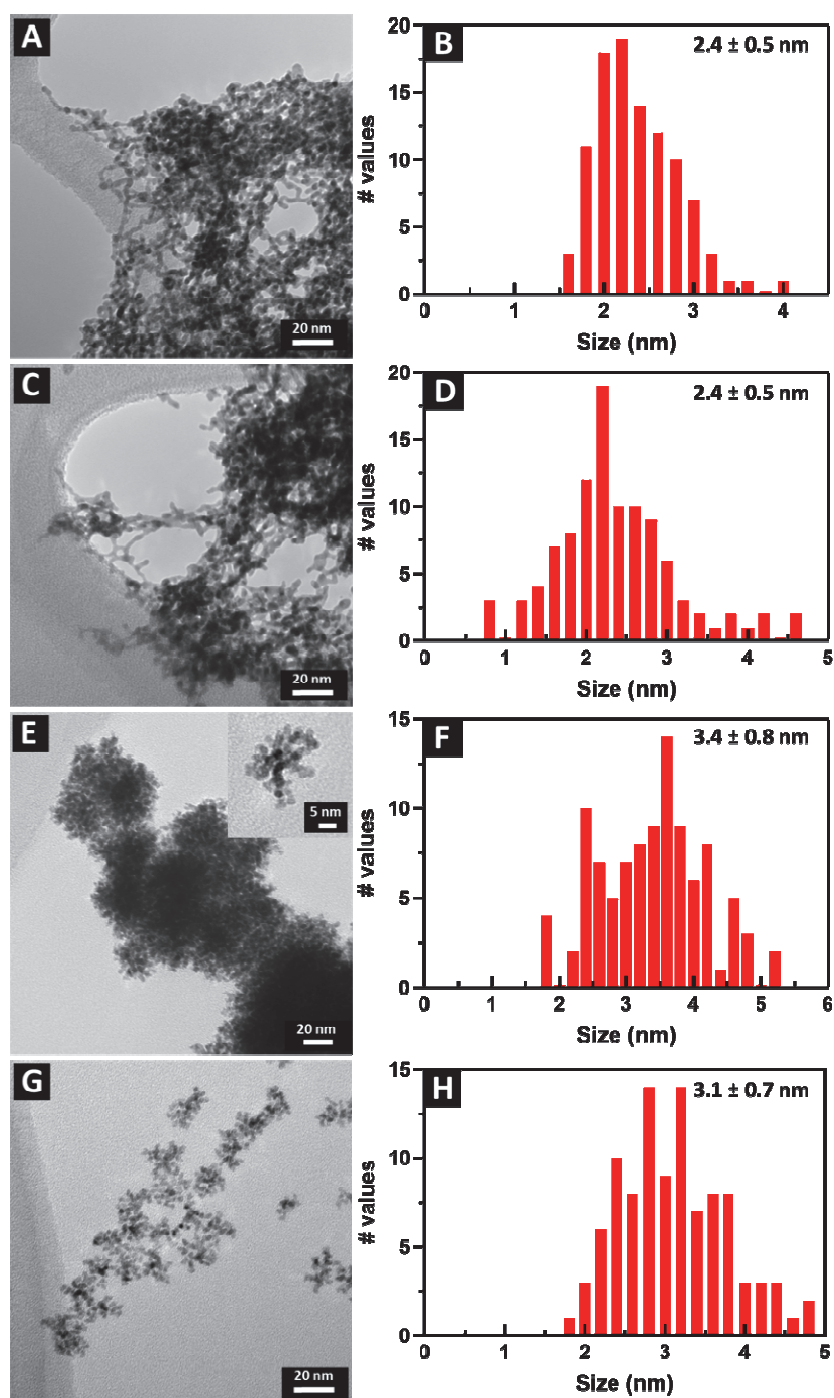 A
20 nm
B
2.4 ± 0.5 nm
20
15
10
5
0
# values
0 1 2 3 4
Size (nm)
C
20 nm
D
2.4 ± 0.5 nm
20
15
10
5
0
# values
0 1 2 3 4 5
Size (nm)
E
5 nm
20 nm
F
3.4 ± 0.8 nm
15
10
5
0
# values
0 1 2 3 4 5 6
Size (nm)
G
20 nm
H
3.1 ± 0.7 nm
15
10
5
0
# values
0 1 2 3 4 5
Size (nm)